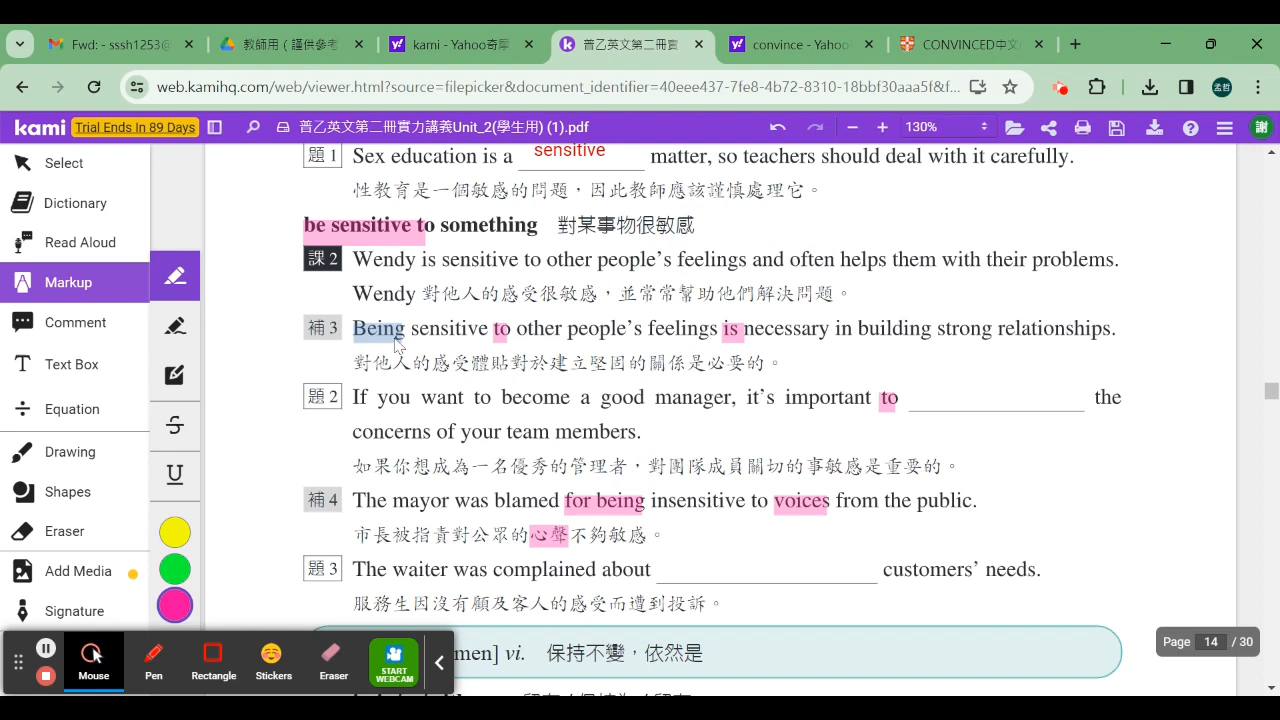 Fwd: - sssh1253@
教師用 (謹供參考
kami - Yahoo奇摩
普乙英文第二冊實
convince - Yahoo
CONVINCED中文
web.kamihq.com/web/viewer.html?source=filepicker&document_identifier=40eee437-7fe8-4b72-8310-18bbf30aaa5f&f...
孟哲
kami
Trial Ends In 89 Days
普乙英文第二冊實力講義Unit_2(學生用) (1).pdf
130%
謝
Select
Dictionary
Read Aloud
Markup
Comment
Text Box
Equation
Drawing
Shapes
Eraser
Add Media
Signature
題 1 Sex education is a sensitive matter, so teachers should deal with it carefully.
性教育是一個敏感的問題，因此教師應該謹慎處理它。
be sensitive to something 對某事物很敏感
課 2 Wendy is sensitive to other people's feelings and often helps them with their problems.
Wendy 對他人的感受很敏感，並常常幫助他們解決問題。
補 3 Being sensitive to other people's feelings is necessary in building strong relationships.
對他人的感受體貼對於建立堅固的關係是必要的。
題 2 If you want to become a good manager, it's important to the
concerns of your team members.
如果你想成為一名優秀的管理者，對團隊成員關切的事敏感是重要的。
補 4 The mayor was blamed for being insensitive to voices from the public.
市長被指責對公眾的心聲不夠敏感。
題 3 The waiter was complained about customers' needs.
服務生因沒有顧及客人的感受而遭到投訴。
men] vi. 保持不變，依然是
Page 14 / 30
Mouse
Pen
Rectangle
Stickers
Eraser
START
WEBCAM